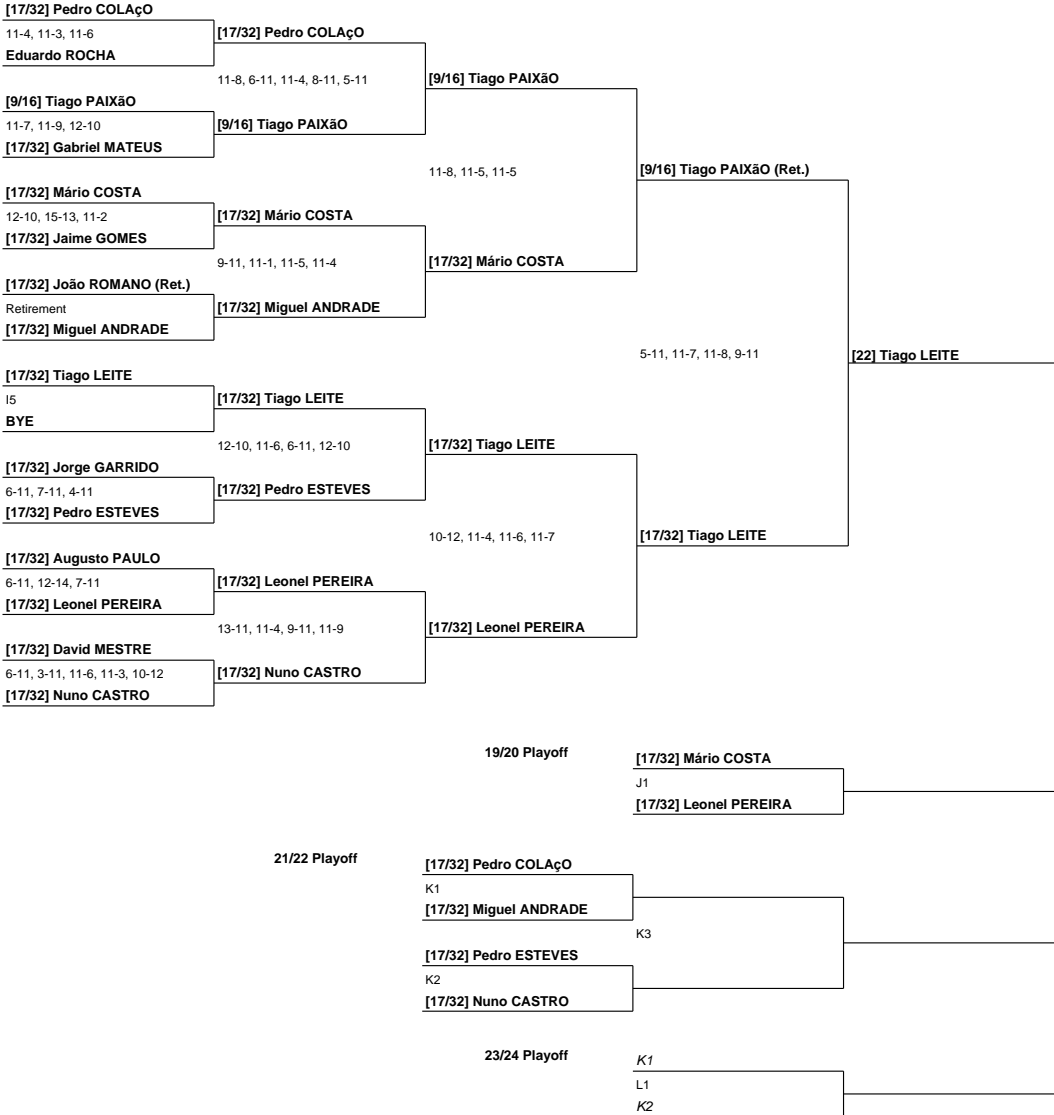 [17/32] Pedro COLAçO
11-4, 11-3, 11-6
Eduardo ROCHA
[17/32] Pedro COLAçO
11-8, 6-11, 11-4, 8-11, 5-11
[9/16] Tiago PAIXãO
[9/16] Tiago PAIXãO
11-7, 11-9, 12-10
[17/32] Gabriel MATEUS
[9/16] Tiago PAIXãO
11-8, 11-5, 11-5
[9/16] Tiago PAIXãO (Ret.)
[17/32] Mário COSTA
12-10, 15-13, 11-2
[17/32] Jaime GOMES
[17/32] Mário COSTA
9-11, 11-1, 11-5, 11-4
[17/32] Mário COSTA
[17/32] João ROMANO (Ret.)
Retirement
[17/32] Miguel ANDRADE
[17/32] Miguel ANDRADE
5-11, 11-7, 11-8, 9-11
[22] Tiago LEITE
[17/32] Tiago LEITE
I5
BYE
[17/32] Tiago LEITE
12-10, 11-6, 6-11, 12-10
[17/32] Tiago LEITE
[17/32] Jorge GARRIDO
6-11, 7-11, 4-11
[17/32] Pedro ESTEVES
[17/32] Pedro ESTEVES
10-12, 11-4, 11-6, 11-7
[17/32] Tiago LEITE
[17/32] Augusto PAULO
6-11, 12-14, 7-11
[17/32] Leonel PEREIRA
[17/32] Leonel PEREIRA
13-11, 11-4, 9-11, 11-9
[17/32] Leonel PEREIRA
[17/32] David MESTRE
6-11, 3-11, 11-6, 11-3, 10-12
[17/32] Nuno CASTRO
[17/32] Nuno CASTRO
19/20 Playoff
[17/32] Mário COSTA
J1
[17/32] Leonel PEREIRA
21/22 Playoff
[17/32] Pedro COLAçO
K1
[17/32] Miguel ANDRADE
K3
[17/32] Pedro ESTEVES
K2
[17/32] Nuno CASTRO
23/24 Playoff
K1
L1
K2